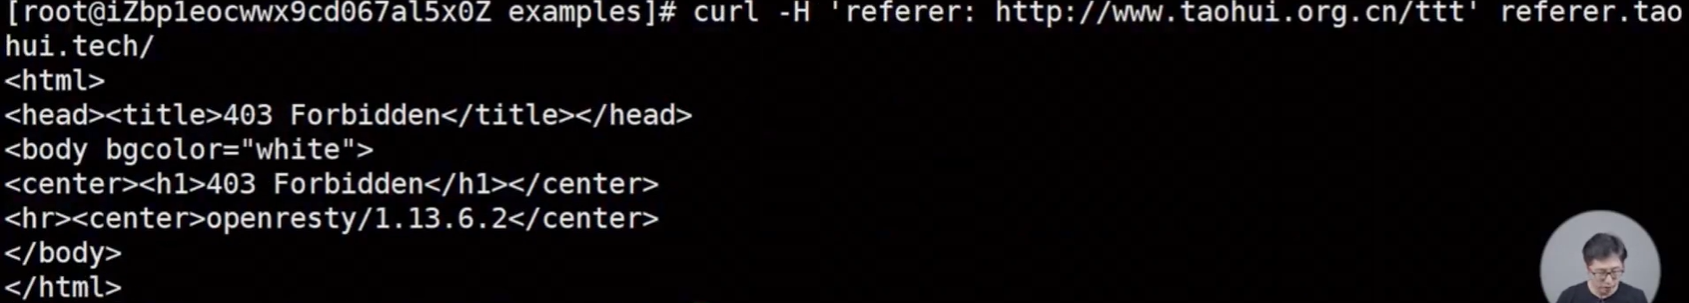 [root@iZbp1eocwwx9cd067al5x0Z examples]# curl -H 'referer: http://www.taohui.org.cn/ttt' referer.tao
hui.tech/
<html>
<head><title>403 Forbidden</title></head>
<body bgcolor="white">
<center><h1>403 Forbidden</h1></center>
<hr><center>openresty/1.13.6.2</center>
</body>
</html>